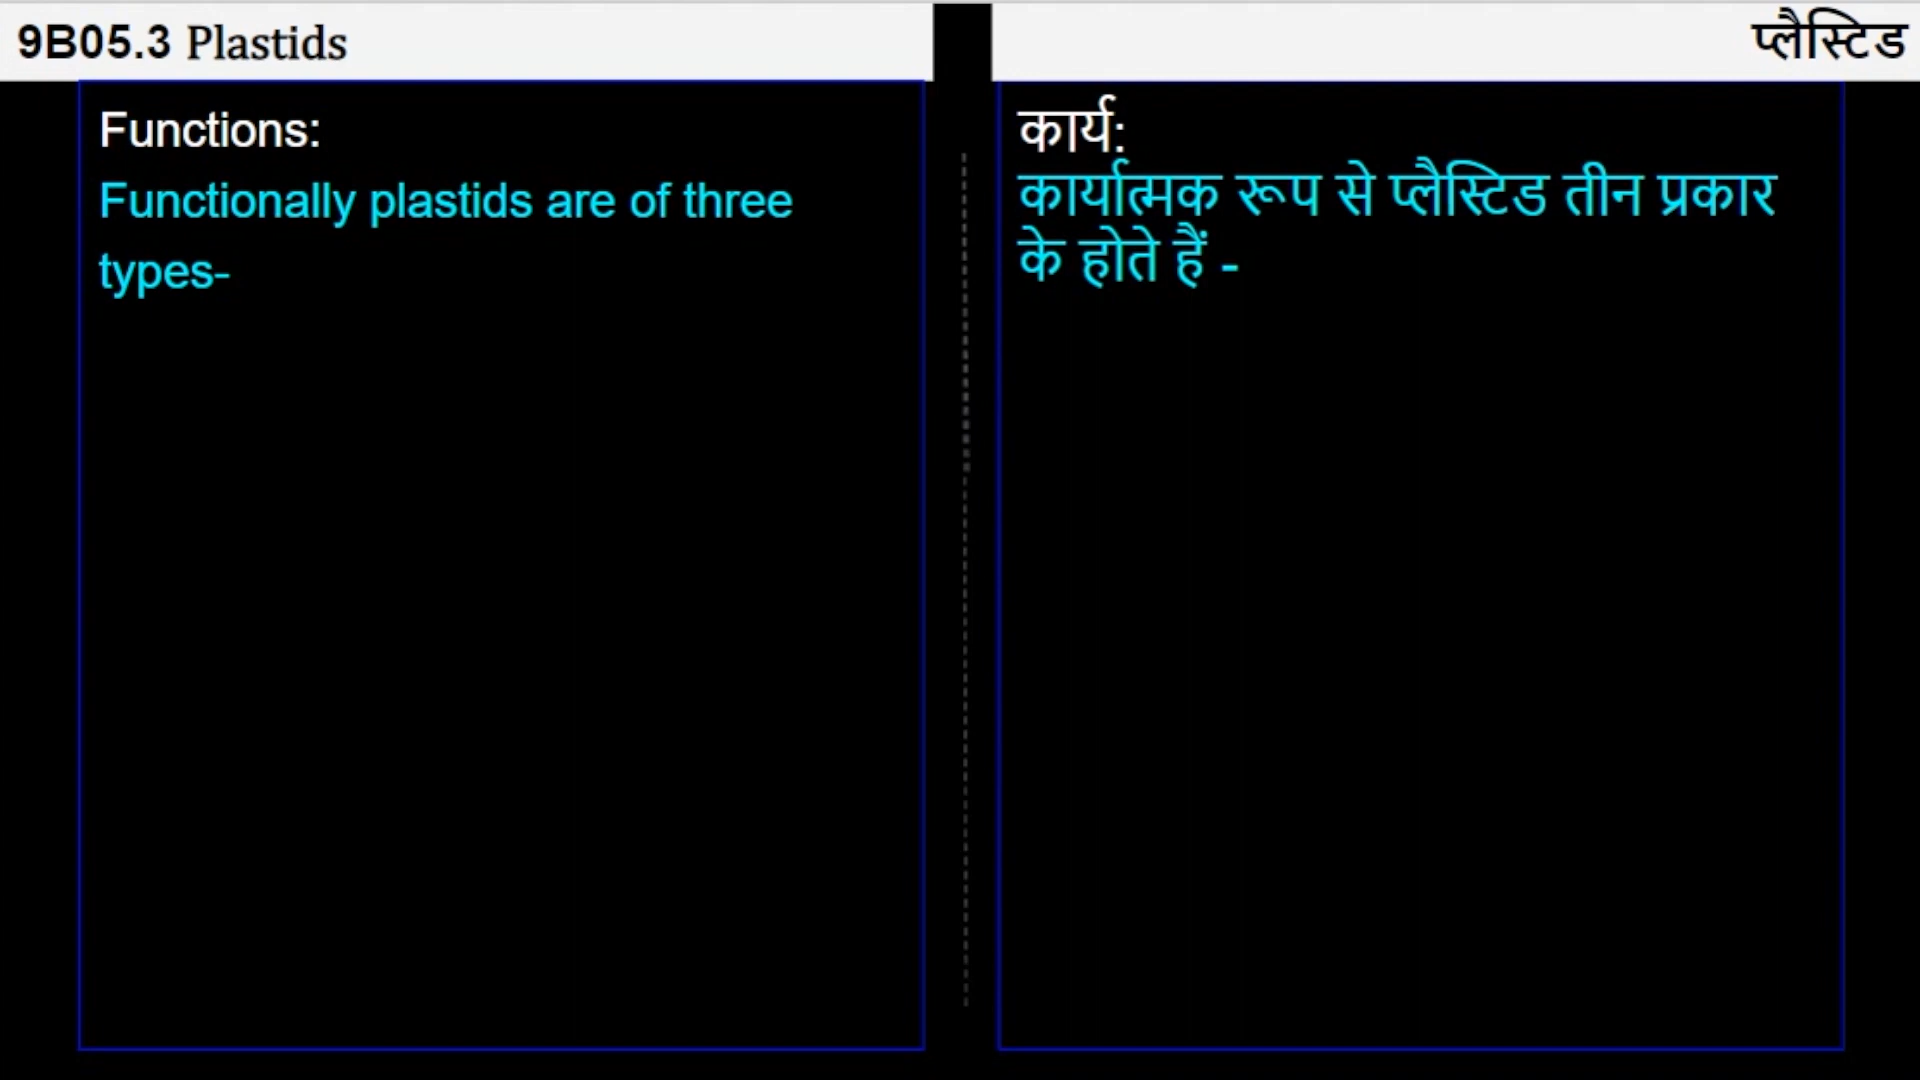 9B05.3 Plastids
प्लैस्टिड
Functions:
Functionally plastids are of three
types-
कार्य:
कार्यात्मक रूप से प्लैस्टिड तीन प्रकार
के होते हैं -